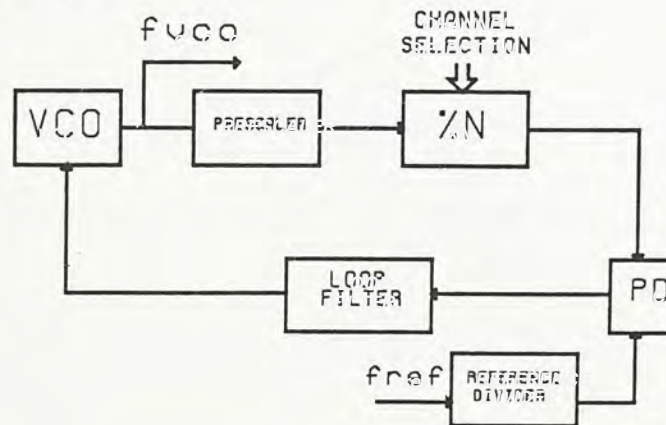 fvco
CHANNEL
SELECTION
VCO
PRESCALER
%N
LOOP
FILTER
PD
fref
REFERENCE
DIVIDER